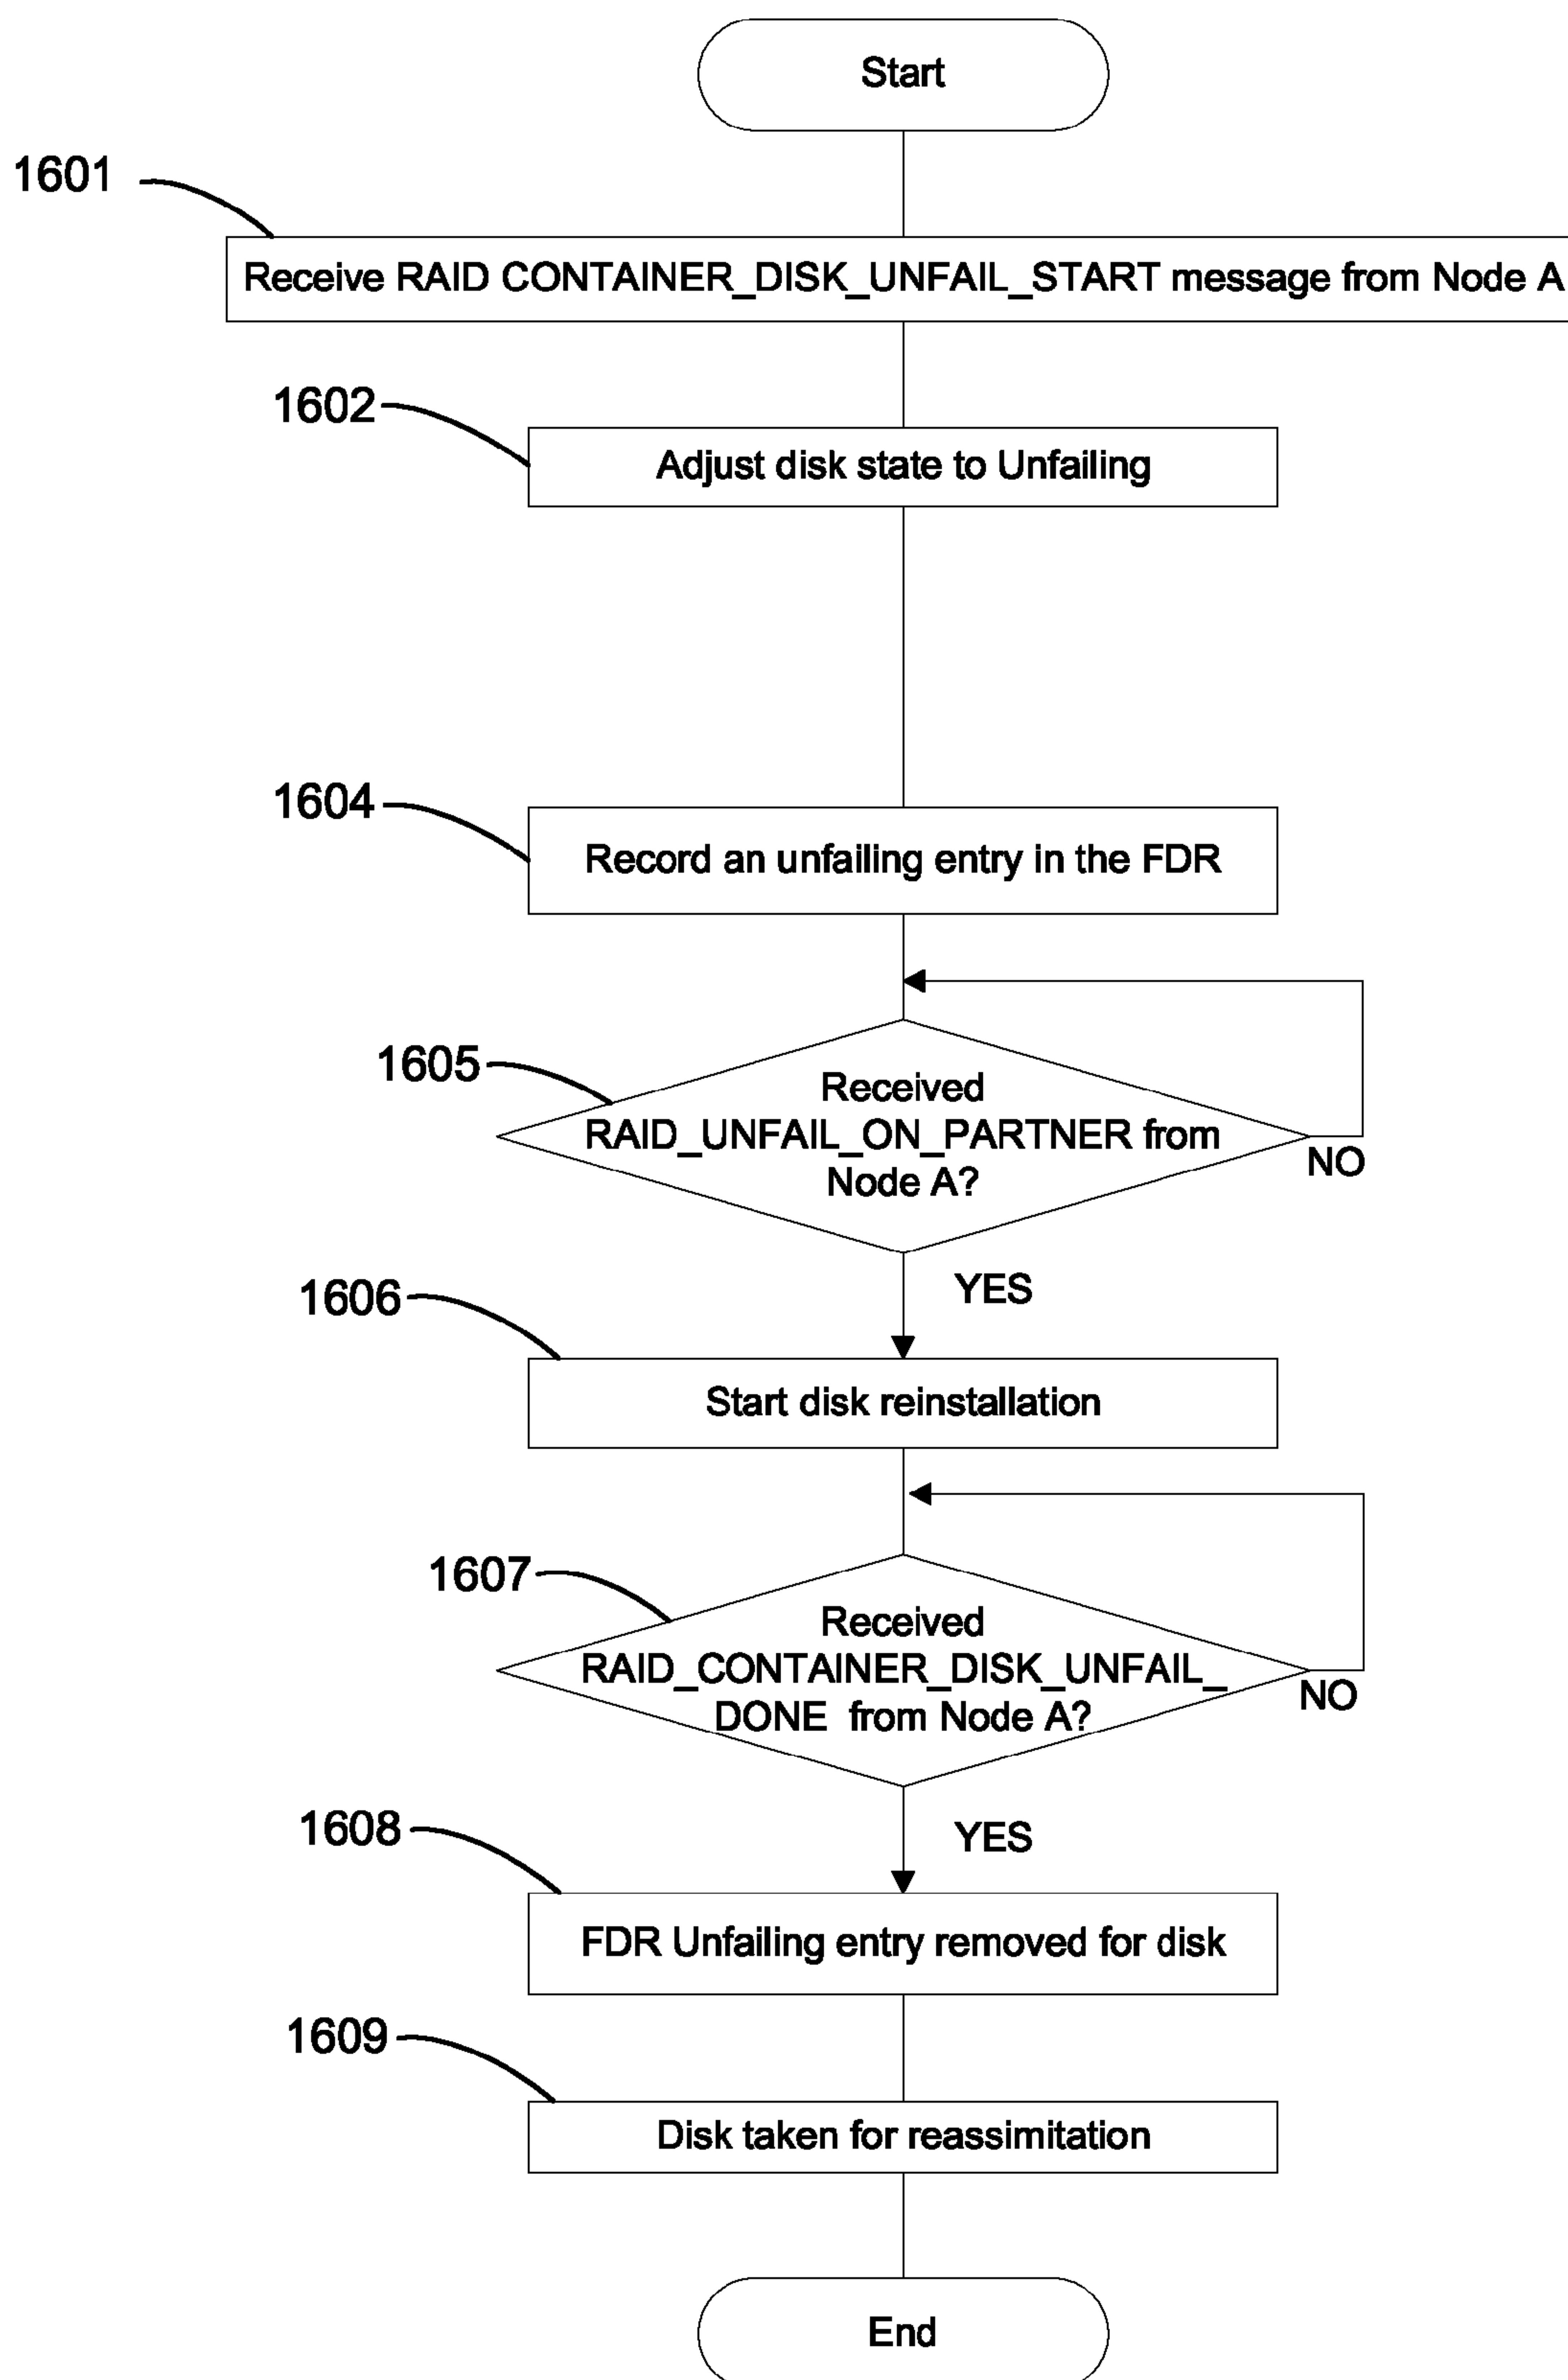 Start
1601
Receive RAID CONTAINER_DISK_UNFAIL_START message from Node A
1602
Adjust disk state to Unfailing
1604
Record an unfailing entry in the FDR
1605
Received
RAID_UNFAIL_ON_PARTNER from
Node A?
NO
YES
1606
Start disk reinstallation
1607
Received
RAID_CONTAINER_DISK_UNFAIL_
DONE from Node A?
NO
YES
1608
FDR Unfailing entry removed for disk
1609
Disk taken for reassimitation
End